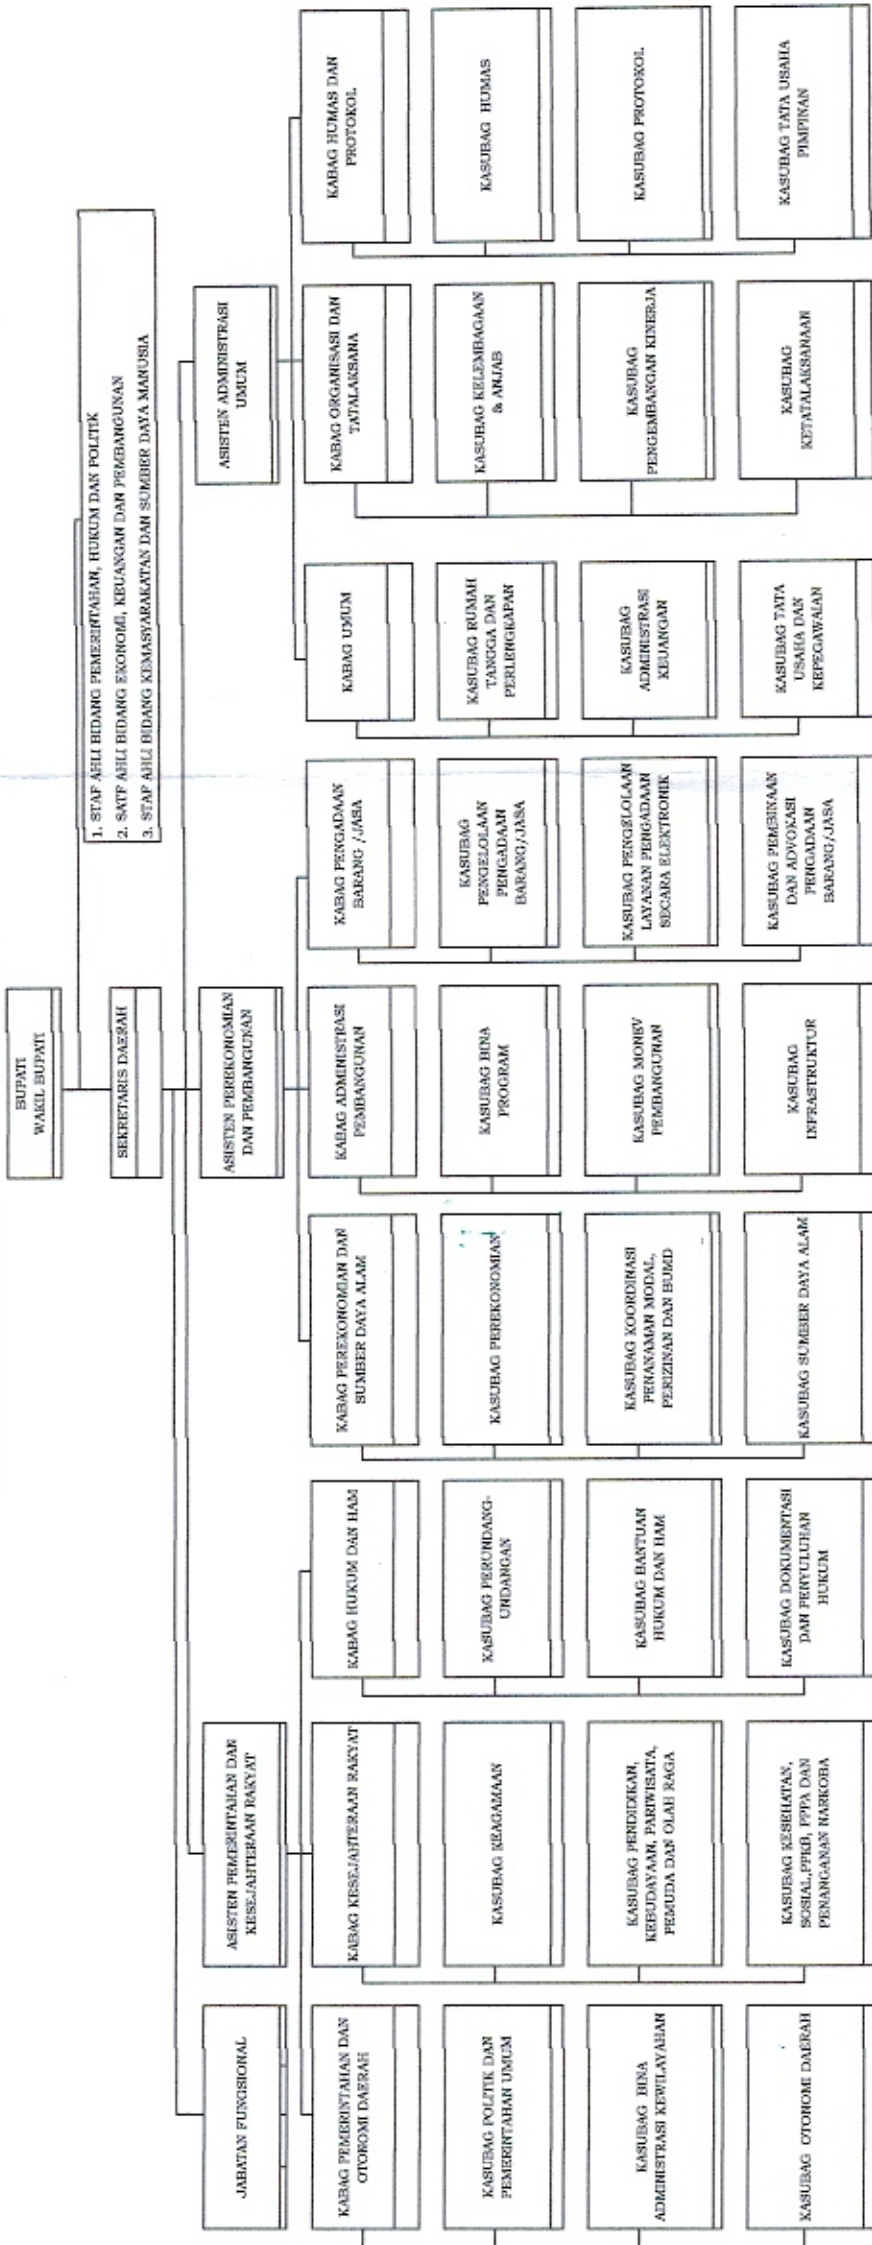 BUPATI
WAKIL BUPATI
1. STAF AHLI BIDANG PEMERINTAHAN, HUKUM DAN POLITIK
2. SATF AHLI BIDANG EKONOMI, KEUANGAN DAN PEMBANGUNAN
3. STAF AHLI BIDANG KEMASYARAKATAN DAN SUMBER DAYA MANUSIA
SEKRETARIS DAERAH
JABATAN FUNGSIONAL
ASISTEN PEMERINTAHAN DAN
KESEJAHTERAAN RAKYAT
ASISTEN PEREKONOMIAN
DAN PEMBANGUNAN
ASISTEN ADMINISTRASI
UMUM
KABAG PEMERINTAHAN DAN
OTONOMI DAERAH
KABAG KESEJAHTERAAN RAKYAT
KABAG HUKUM DAN HAM
KABAG PEREKONOMIAN DAN
SUMBER DAYA ALAM
KABAG ADMINISTRASI
PEMBANGUNAN
KABAG PENGADAAN
BARANG /JASA
KABAG UMUM
KABAG ORGANISASI DAN
TATALAKSANA
KABAG HUMAS DAN
PROTOKOL
KASUBAG POLITIK DAN
PEMERINTAHAN UMUM
KASUBAG KEAGAMAAN
KASUBAG PERUNDANG-
UNDANGAN
KASUBAG PEREKONOMIAN
KASUBAG BINA
PROGRAM
KASUBAG
PENGELOLAAN
PENGADAAN
BARANG/JASA
KASUBAG RUMAH
TANGGA DAN
PERLENGKAPAN
KASUBAG KELEMBAGAAN
& ANJAB
KASUBAG HUMAS
KASUBAG BINA
ADMINISTRASI KEWILAYAHAN
KASUBAG PENDIDIKAN,
KEBUDAYAAN, PARIWISATA,
PEMUDA DAN OLAH RAGA
KASUBAG BANTUAN
HUKUM DAN HAM
KASUBAG KOORDINASI
PENANAMAN MODAL,
PERIZINAN DAN BUMD
KASUBAG MONEV
PEMBANGUNAN
KASUBAG PENGELOLAAN
LAYANAN PENGADAAN
SECARA ELEKTRONIK
KASUBAG
ADMINISTRASI
KEUANGAN
KASUBAG
PENGEMBANGAN KINERJA
KASUBAG PROTOKOL
KASUBAG OTONOMI DAERAH
KASUBAG KESEHATAN,
SOSIAL,PPKB, PPPA DAN
PENANGANAN NARKOBA
KASUBAG DOKUMENTASI
DAN PENYULUHAN
HUKUM
KASUBAG SUMBER DAYA ALAM
KASUBAG
INFRASTRUKTUR
KASUBAG PEMBINAAN
DAN ADVOKASI
PENGADAAN
BARANG/JASA
KASUBAG TATA
USAHA DAN
KEPEGAWAIAN
KASUBAG
KETATALAKSANAAN
KASUBAG TATA USAHA
PIMPINAN